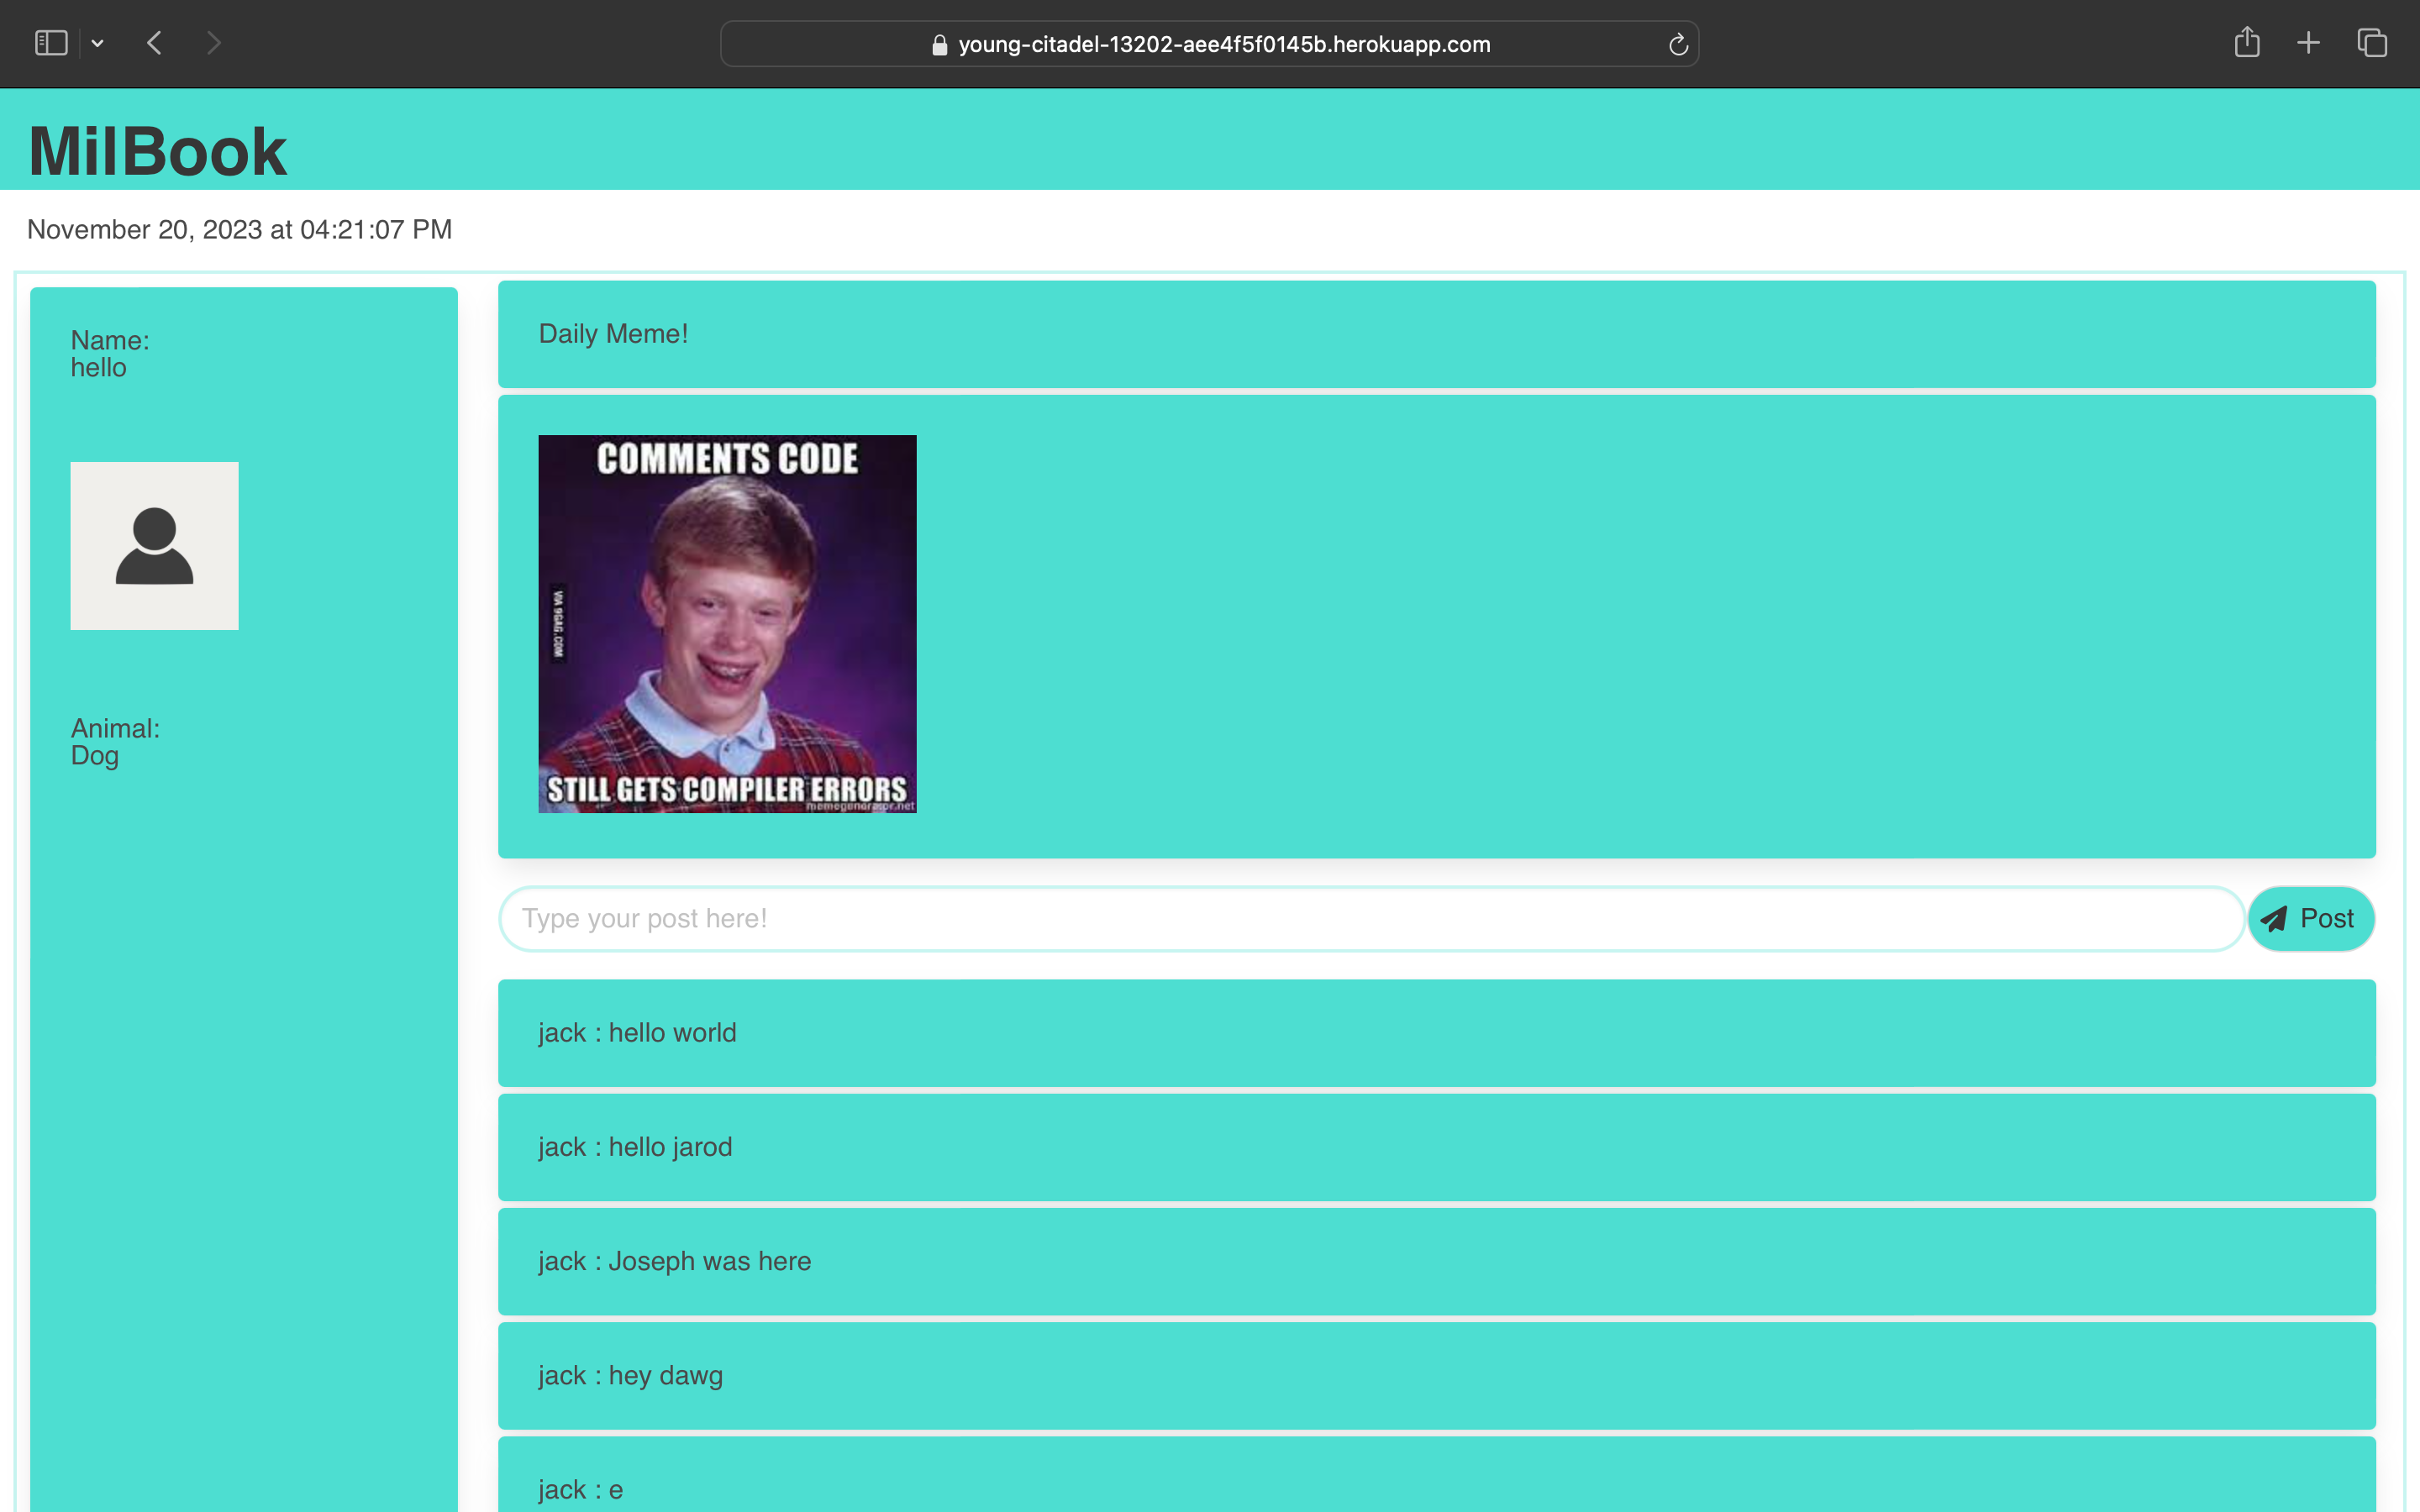 young-citadel-13202-aee4f5f0145b.herokuapp.com
MilBook
November 20, 2023 at 04:21:07 PM
Name:
hello
Animal:
Dog
Daily Meme!
COMMENTS CODE
VIA 9GAG.COM
STILL GETS COMPILER ERRORS
memegenerator.net
Type your post here!
Post
jack : hello world
jack : hello jarod
jack : Joseph was here
jack : hey dawg
jack : e